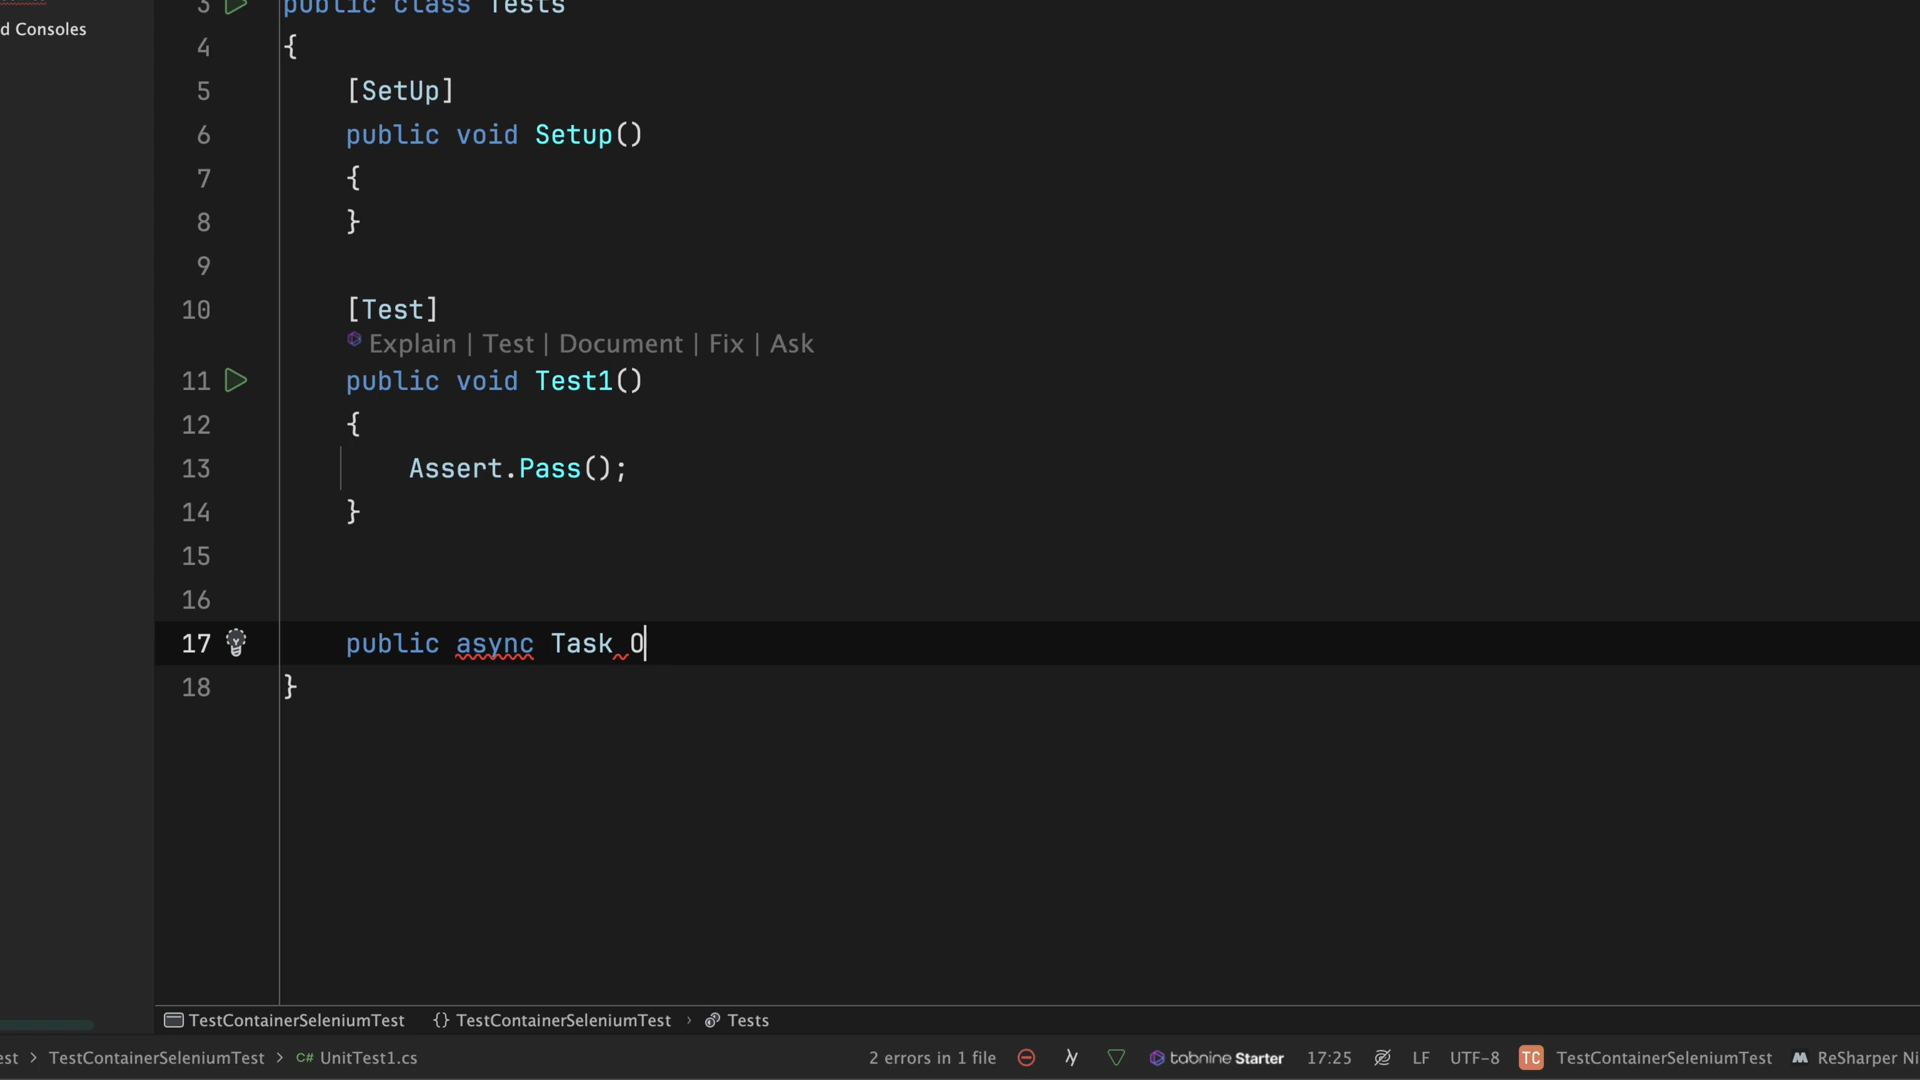 d Consoles
3 public class Tests
4 {
5 [SetUp]
6 public void Setup()
7 {
8 }
9
10 [Test]
Explain | Test | Document | Fix | Ask
11 public void Test1()
12 {
13 Assert.Pass();
14 }
15
16
17 public async Task O
18 }
TestContainerSeleniumTest {} TestContainerSeleniumTest > Tests
est > TestContainerSeleniumTest > C# UnitTest1.cs 2 errors in 1 file tabnine Starter 17:25 LF UTF-8 TC TestContainerSeleniumTest ReSharper Ni